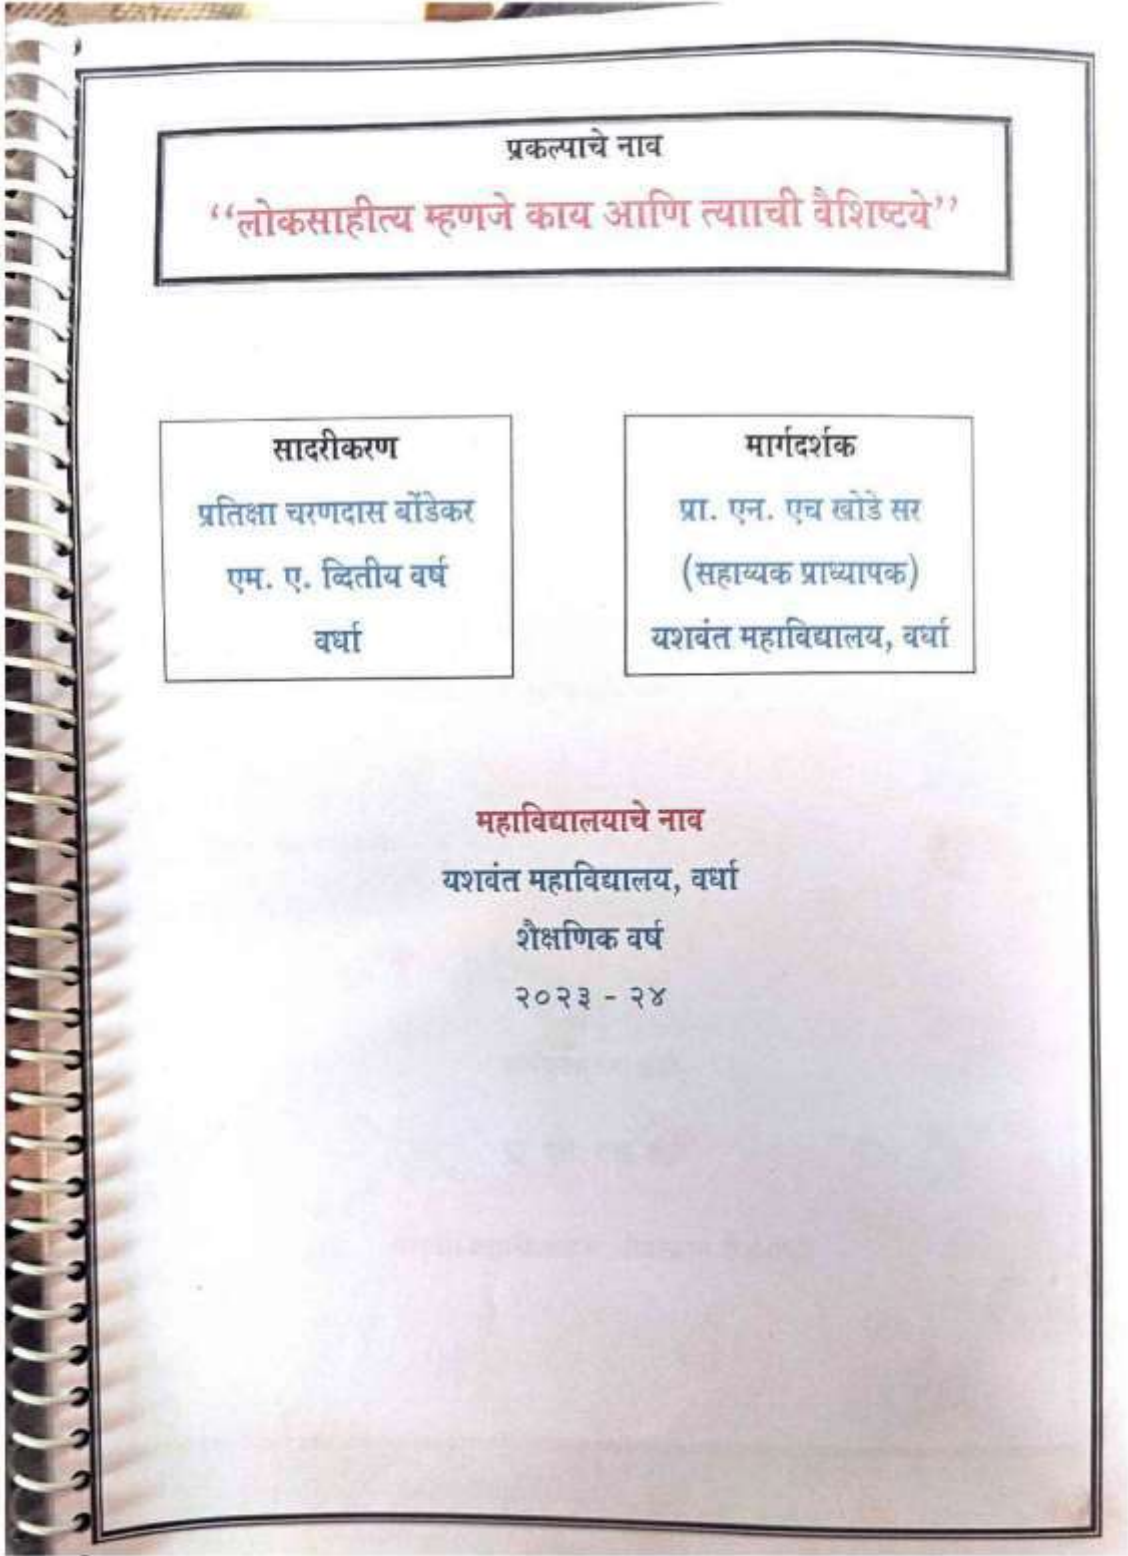 प्रकल्पाचे नाव
‘‘लोकसाहीत्य म्हणजे काय आणि त्यााची वैशिष्टये’’
सादरीकरण
प्रतिक्षा चरणदास बोंडेकर
एम. ए. व्दितीय वर्ष
वर्धा
मार्गदर्शक
प्रा. एन. एच खोडे सर
(सहाय्यक प्राध्यापक)
यशवंत महाविद्यालय, वर्धा
महाविद्यालयाचे नाव
यशवंत महाविद्यालय, वर्धा
शैक्षणिक वर्ष
२०२३ - २४